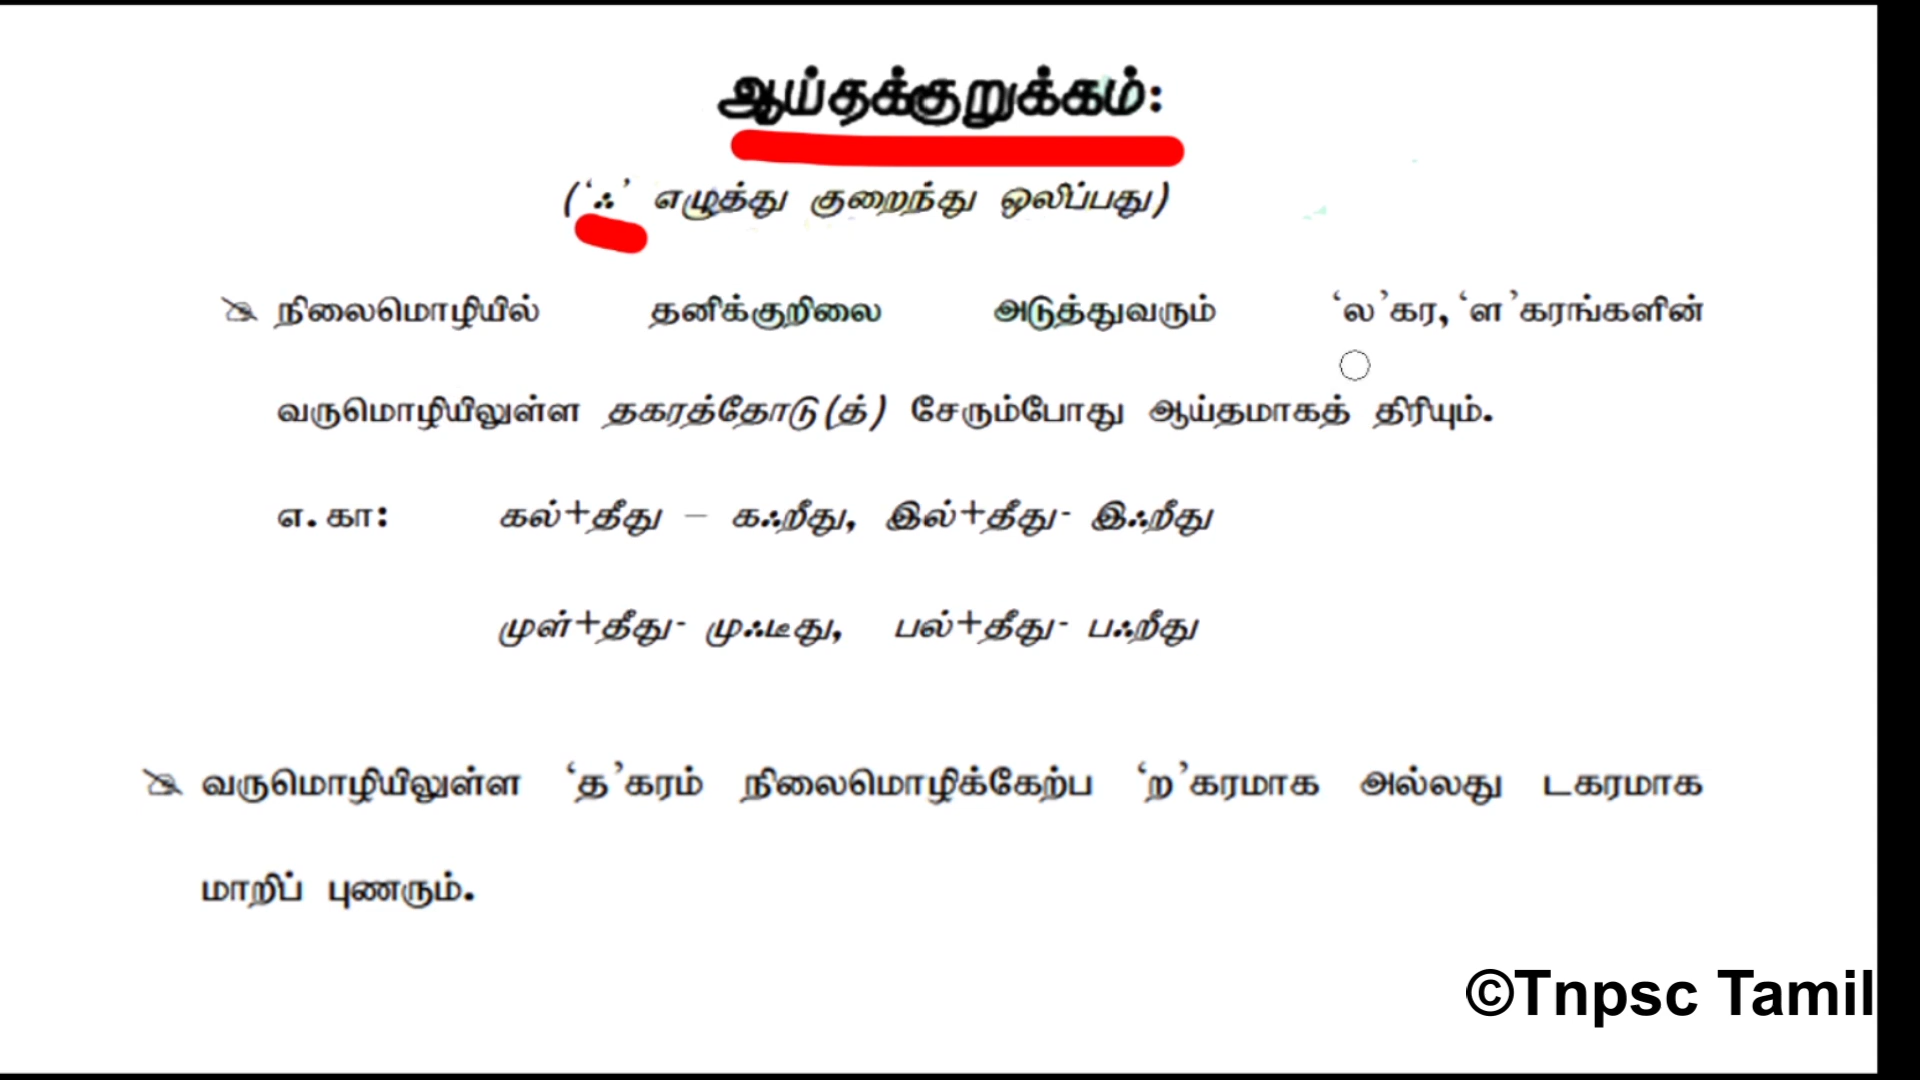 ஆய்தக்குறுக்கம்:
(‘ஃ’ எழுத்து குறைந்து ஒலிப்பது)
நிலைமொழியில் தனிக்குறிலை அடுத்துவரும் ‘ல’கர,‘ள’கரங்களின்
வருமொழியிலுள்ள தகரத்தோடு(த்) சேரும்போது ஆய்தமாகத் திரியும்.
எ.கா: கல்+தீது – கஃறீது, இல்+தீது- இஃறீது
முள்+தீது- முஃடீது, பல்+தீது- பஃறீது
வருமொழியிலுள்ள ‘த’கரம் நிலைமொழிக்கேற்ப ‘ற’கரமாக அல்லது டகரமாக
மாறிப் புணரும்.
©Tnpsc Tamil